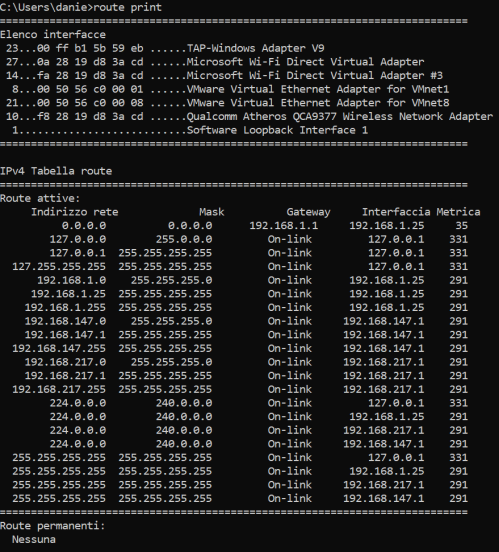 C:\Users\danie>route print
===========================================================================
Elenco interfacce
 23...00 ff b1 5b 59 eb ......TAP-Windows Adapter V9
 27...0a 28 19 d8 3a cd ......Microsoft Wi-Fi Direct Virtual Adapter
 14...fa 28 19 d8 3a cd ......Microsoft Wi-Fi Direct Virtual Adapter #3
  8...00 50 56 c0 00 01 ......VMware Virtual Ethernet Adapter for VMnet1
 21...00 50 56 c0 00 08 ......VMware Virtual Ethernet Adapter for VMnet8
 10...f8 28 19 d8 3a cd ......Qualcomm Atheros QCA9377 Wireless Network Adapter
  1...........................Software Loopback Interface 1
===========================================================================
IPv4 Tabella route
===========================================================================
Route attive:
     Indirizzo rete             Mask          Gateway     Interfaccia Metrica
          0.0.0.0          0.0.0.0      192.168.1.1     192.168.1.25     35
        127.0.0.0        255.0.0.0         On-link         127.0.0.1    331
        127.0.0.1  255.255.255.255         On-link         127.0.0.1    331
  127.255.255.255  255.255.255.255         On-link         127.0.0.1    331
      192.168.1.0    255.255.255.0         On-link      192.168.1.25    291
     192.168.1.25  255.255.255.255         On-link      192.168.1.25    291
    192.168.1.255  255.255.255.255         On-link      192.168.1.25    291
    192.168.147.0    255.255.255.0         On-link     192.168.147.1    291
    192.168.147.1  255.255.255.255         On-link     192.168.147.1    291
  192.168.147.255  255.255.255.255         On-link     192.168.147.1    291
    192.168.217.0    255.255.255.0         On-link     192.168.217.1    291
    192.168.217.1  255.255.255.255         On-link     192.168.217.1    291
  192.168.217.255  255.255.255.255         On-link     192.168.217.1    291
        224.0.0.0        240.0.0.0         On-link         127.0.0.1    331
        224.0.0.0        240.0.0.0         On-link      192.168.1.25    291
        224.0.0.0        240.0.0.0         On-link     192.168.217.1    291
        224.0.0.0        240.0.0.0         On-link     192.168.147.1    291
  255.255.255.255  255.255.255.255         On-link         127.0.0.1    331
  255.255.255.255  255.255.255.255         On-link      192.168.1.25    291
  255.255.255.255  255.255.255.255         On-link     192.168.217.1    291
  255.255.255.255  255.255.255.255         On-link     192.168.147.1    291
===========================================================================
Route permanenti:
  Nessuna